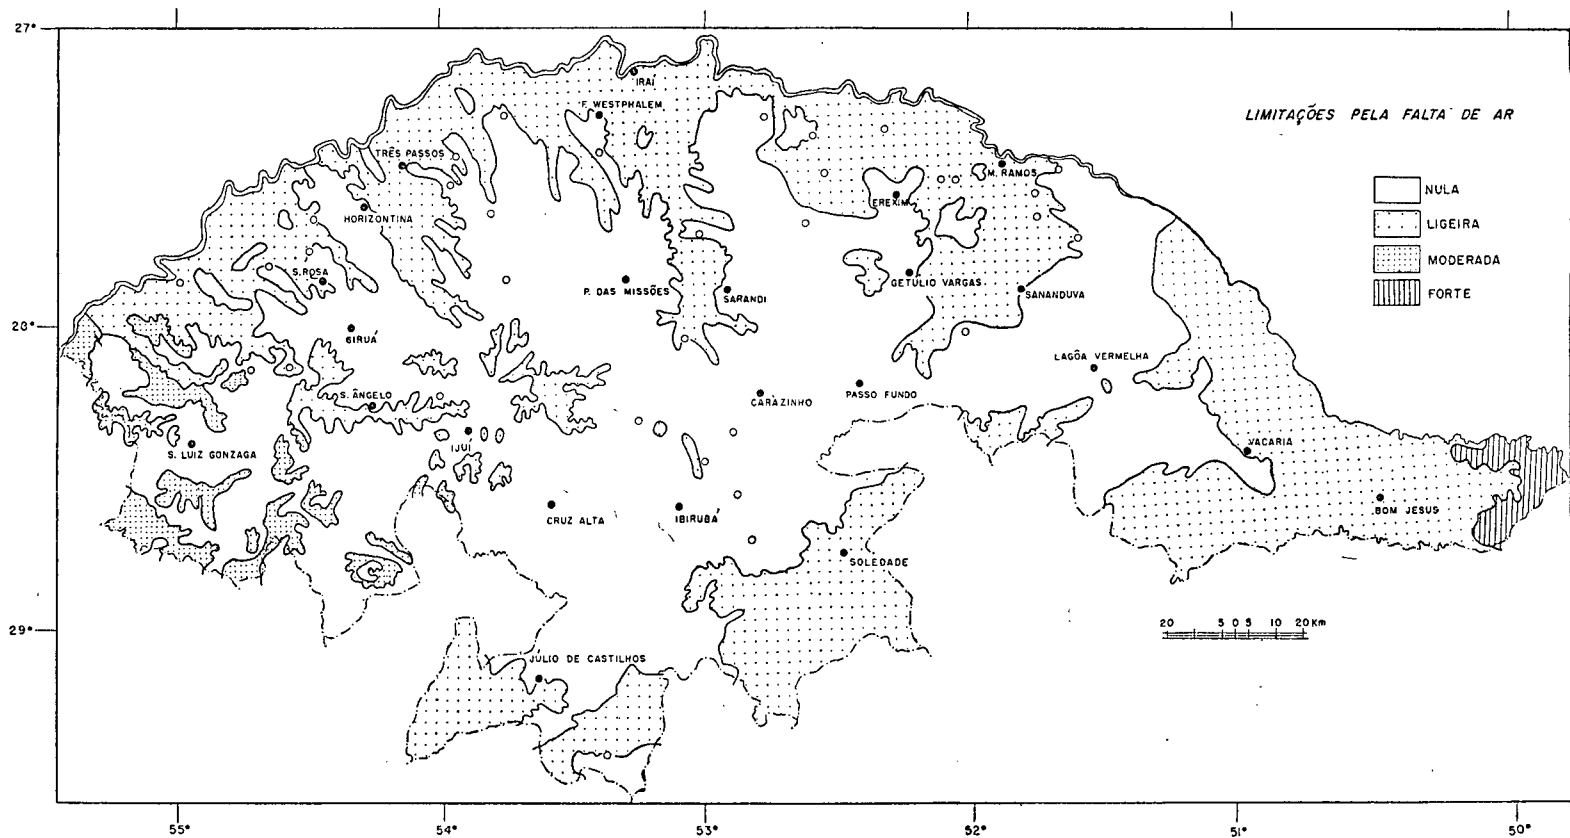 27°
LIMITAÇÕES PELA FALTA DE AR
IRAÍ
F. WESTPHALEM
TRÊS PASSOS
M. RAMOS
NULA
EREXIM
HORIZONTINA
LIGEIRA
S. ROSA
MODERADA
P. DAS MISSÕES
SARANDI
GETÚLIO VARGAS
SANANDUVA
FORTE
28°
GIRUÁ
LAGÔA VERMELHA
S. ÂNGELO
CARAZINHO
PASSO FUNDO
IJUÍ
VACARIA
S. LUIZ GONZAGA
BOM JESUS
CRUZ ALTA
IBIRUBÁ
SOLEDADE
29°
20 5 0 5 10 20 Km
JÚLIO DE CASTILHOS
55° 54° 53° 52° 51° 50°